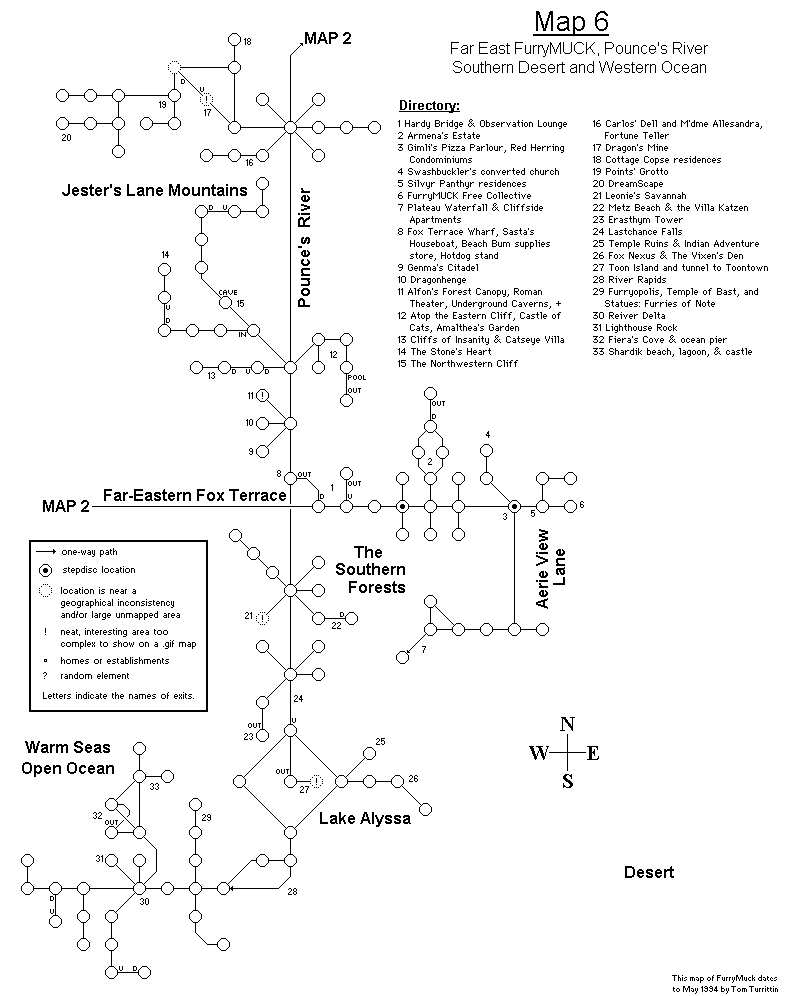 Map 6
Far East FurryMUCK, Pounce's River
Southern Desert and Western Ocean
MAP 2
18
D
U
!
17
19
20
16
Directory:
1 Hardy Bridge & Observation Lounge
2 Armena's Estate
3 Gimli's Pizza Parlour, Red Herring
Condominiums
4 Swashbuckler's converted church
5 Silvyr Panthyr residences
6 FurryMUCK Free Collective
7 Plateau Waterfall & Cliffside
Apartments
8 Fox Terrace Wharf, Sasta's
Houseboat, Beach Bum supplies
store, Hotdog stand
9 Genma's Citadel
10 Dragonhenge
11 Alfon's Forest Canopy, Roman
Theater, Underground Caverns, +
12 Atop the Eastern Cliff, Castle of
Cats, Amalthea's Garden
13 Cliffs of Insanity & Catseye Villa
14 The Stone's Heart
15 The Northwestern Cliff
16 Carlos' Dell and M'dme Allesandra,
Fortune Teller
17 Dragon's Mine
18 Cottage Copse residences
19 Points' Grotto
20 DreamScape
21 Leonie's Savannah
22 Metz Beach & the Villa Katzen
23 Erasthym Tower
24 Lastchance Falls
25 Temple Ruins & Indian Adventure
26 Fox Nexus & The Vixen's Den
27 Toon Island and tunnel to Toontown
28 River Rapids
29 Furryopolis, Temple of Bast, and
Statues: Furries of Note
30 Reiver Delta
31 Lighthouse Rock
32 Fiera's Cove & ocean pier
33 Shardik beach, lagoon, & castle
Jester's Lane Mountains
Pounce's River
D U
14
CAVE
15
U
D
IN
13 D U D
12
POOL
OUT
11 !
10
9
OUT
D
2
4
8 OUT
D
1 OUT
U
Far-Eastern Fox Terrace
MAP 2
3
5
6
The
Southern
Forests
Aerie View
Lane
one-way path
stepdisc location
location is near a
geographical inconsistency
and/or large unmapped area
! neat, interesting area too
complex to show on a .gif map
homes or establishments
? random element
Letters indicate the names of exits.
21 !
D
22
7
24
OUT
23
U
N
W E
S
Warm Seas
Open Ocean
OUT
27 !
25
26
Lake Alyssa
33
32
OUT
29
31
30
28
D
U
U D
Desert
This map of FurryMuck dates
to May 1994 by Tom Turrittin